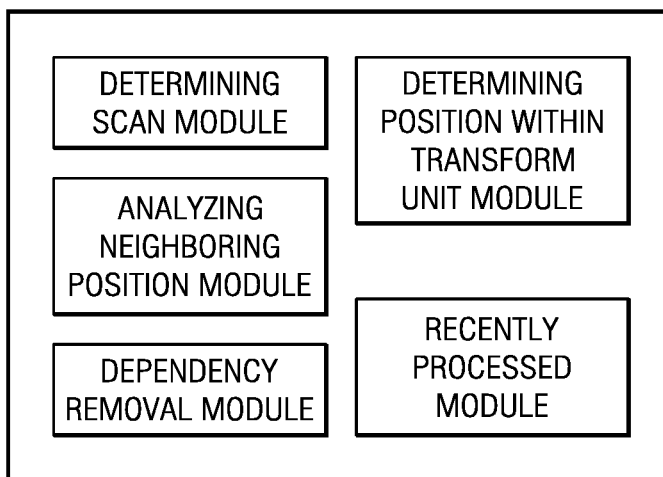 DETERMINING
SCAN MODULE
ANALYZING
NEIGHBORING
POSITION MODULE
DEPENDENCY
REMOVAL MODULE
DETERMINING
POSITION WITHIN
TRANSFORM
UNIT MODULE
RECENTLY
PROCESSED
MODULE